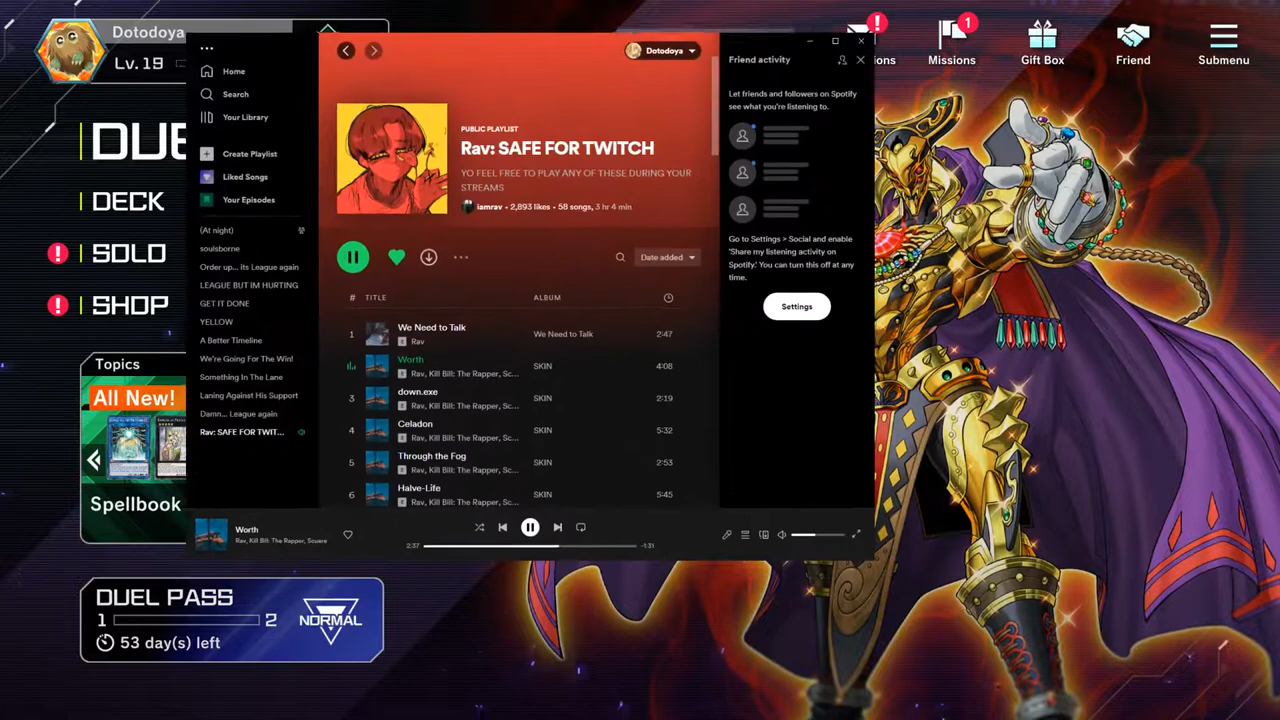 Dotodoya
Lv.19
DUE
DECK
SOLO
SHOP
Topics
All New!
Spellbook
DUEL PASS
1
2
53 day(s) left
NORMAL
Missions
1
Gift Box
Friend
Submenu
ions
Home
Search
Your Library
Create Playlist
Liked Songs
Your Episodes
(At night)
soulsborne
Order up... its League again
LEAGUE BUT IM HURTING
GET IT DONE
YELLOW
A Better Timeline
We're Going For The Win!
Something In The Lane
Laning Against His Support
Damn... League again
Rav: SAFE FOR TWIT...
Dotodoya
PUBLIC PLAYLIST
Rav: SAFE FOR TWITCH
YO FEEL FREE TO PLAY ANY OF THESE DURING YOUR
STREAMS
iamrav • 2,893 likes • 58 songs, 3 hr 4 min
Date added
# TITLE ALBUM
1 We Need to Talk We Need to Talk 2:47
E Rav
Worth SKIN 4:08
E Rav, Kill Bill: The Rapper, Sc...
3 down.exe SKIN 2:19
E Rav, Kill Bill: The Rapper, Sc...
4 Celadon SKIN 5:32
E Rav, Kill Bill: The Rapper, Sc...
5 Through the Fog SKIN 2:53
E Rav, Kill Bill: The Rapper, Sc...
6 Halve-Life SKIN 5:45
E Rav, Kill Bill: The Rapper, Sc...
Friend activity
Let friends and followers on Spotify
see what you're listening to.
Go to Settings > Social and enable
'Share my listening activity on
Spotify.' You can turn this off at any
time.
Settings
Worth
Rav, Kill Bill: The Rapper, Scuare
2:37
-1:31